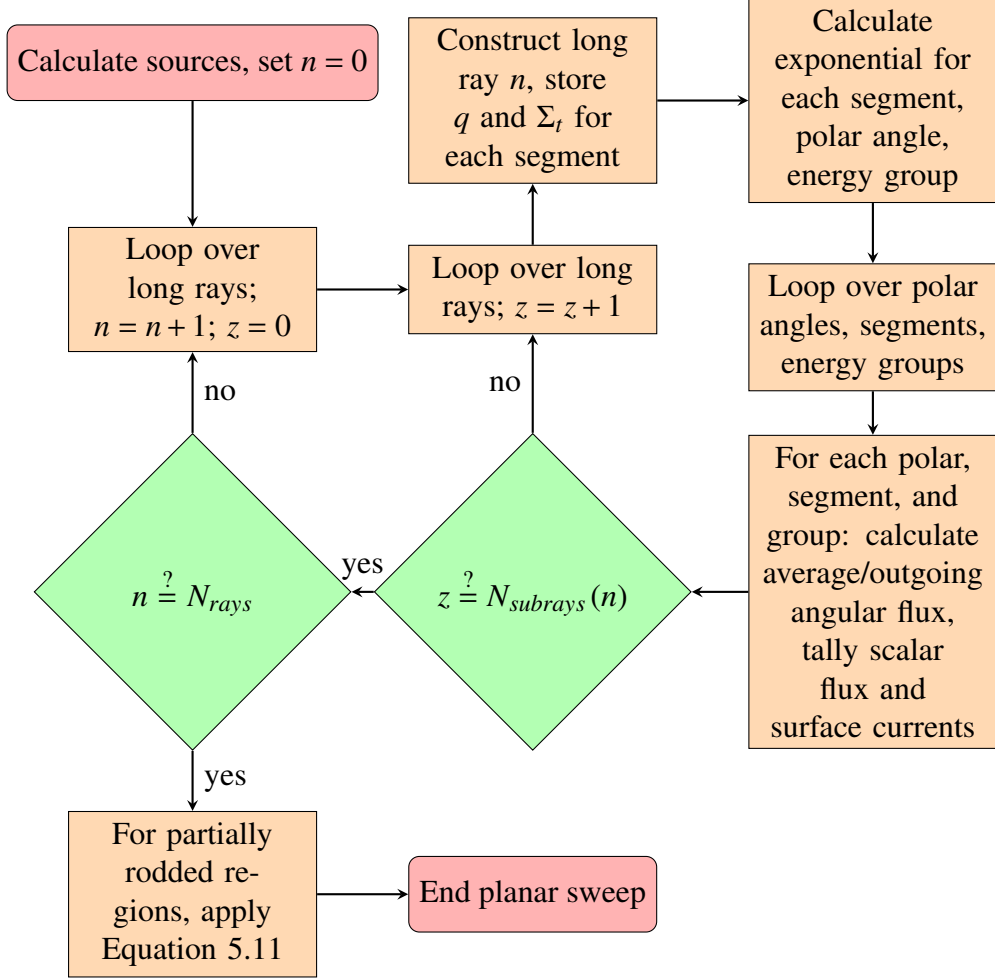 Calculate sources, set n = 0
Loop over
long rays;
n = n + 1; z = 0
Loop over long
rays; z = z + 1
Construct long
ray n, store
q and Σt for
each segment
Calculate
exponential for
each segment,
polar angle,
energy group
Loop over polar
angles, segments,
energy groups
For each polar,
segment, and
group: calculate
average/outgoing
angular flux,
tally scalar
flux and
surface currents
z ?= Nsubrays(n)
no
yes
n ?= Nrays
no
yes
For partially
rodded re-
gions, apply
Equation 5.11
End planar sweep